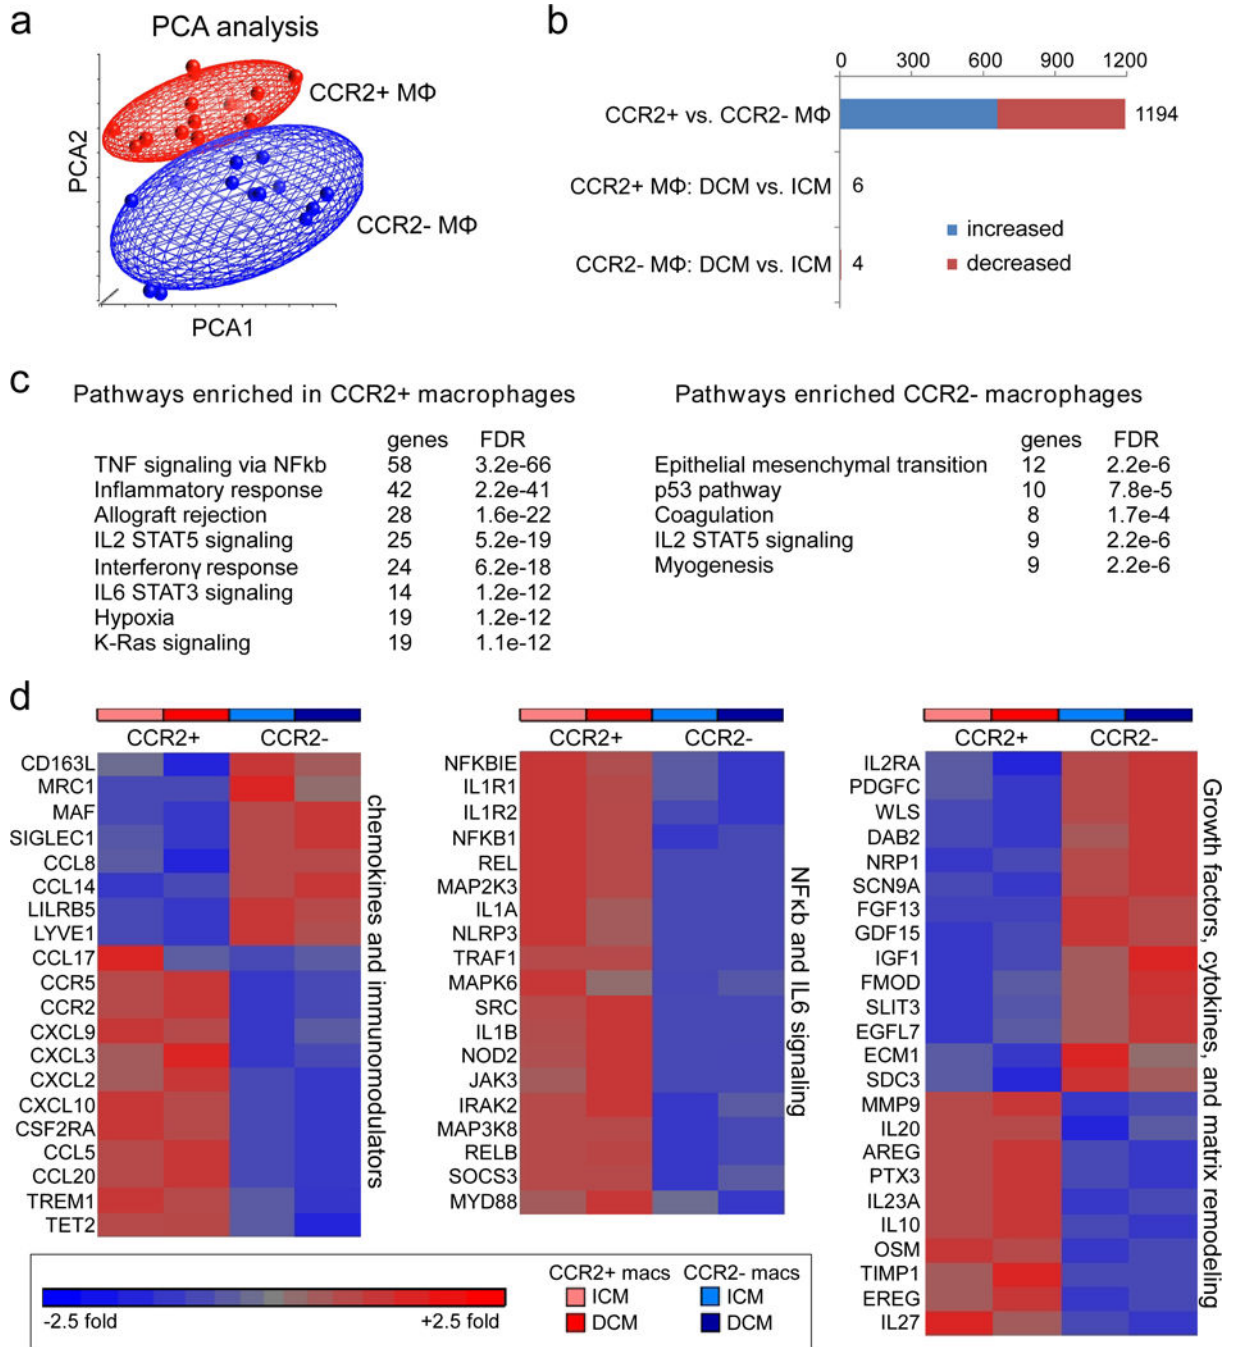 a
PCA analysis
CCR2+ MΦ
CCR2- MΦ
PCA2
PCA1
b
0 300 600 900 1200
CCR2+ vs. CCR2- MΦ 1194
CCR2+ MΦ: DCM vs. ICM 6
CCR2- MΦ: DCM vs. ICM 4
increased
decreased
c
Pathways enriched in CCR2+ macrophages
genes FDR
TNF signaling via NFkb 58 3.2e-66
Inflammatory response 42 2.2e-41
Allograft rejection 28 1.6e-22
IL2 STAT5 signaling 25 5.2e-19
Interferonγ response 24 6.2e-18
IL6 STAT3 signaling 14 1.2e-12
Hypoxia 19 1.2e-12
K-Ras signaling 19 1.1e-12
Pathways enriched CCR2- macrophages
genes FDR
Epithelial mesenchymal transition 12 2.2e-6
p53 pathway 10 7.8e-5
Coagulation 8 1.7e-4
IL2 STAT5 signaling 9 2.2e-6
Myogenesis 9 2.2e-6
d
CCR2+ CCR2-
CD163L
MRC1
MAF
SIGLEC1
CCL8
CCL14
LILRB5
LYVE1
CCL17
CCR5
CCR2
CXCL9
CXCL3
CXCL2
CXCL10
CSF2RA
CCL5
CCL20
TREM1
TET2
chemokines and immunomodulators
CCR2+ CCR2-
NFKBIE
IL1R1
IL1R2
NFKB1
REL
MAP2K3
IL1A
NLRP3
TRAF1
MAPK6
SRC
IL1B
NOD2
JAK3
IRAK2
MAP3K8
RELB
SOCS3
MYD88
NFκb and IL6 signaling
CCR2+ CCR2-
IL2RA
PDGFC
WLS
DAB2
NRP1
SCN9A
FGF13
GDF15
IGF1
FMOD
SLIT3
EGFL7
ECM1
SDC3
MMP9
IL20
AREG
PTX3
IL23A
IL10
OSM
TIMP1
EREG
IL27
Growth factors, cytokines, and matrix remodeling
-2.5 fold +2.5 fold
CCR2+ macs CCR2- macs
ICM ICM
DCM DCM